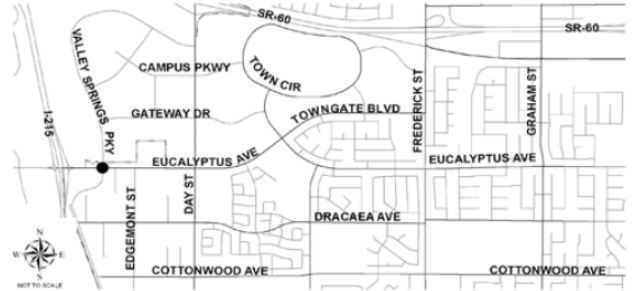 SR-60
SR-60
VALLEY SPRINGS PKY
CAMPUS PKWY
TOWN CIR
I-215
GATEWAY DR
TOWNGATE BLVD
FREDERICK ST
GRAHAM ST
EUCALYPTUS AVE
EUCALYPTUS AVE
EDGEMONT ST
DAY ST
DRACAEA AVE
N
W E
S
NOT TO SCALE
COTTONWOOD AVE
COTTONWOOD AVE